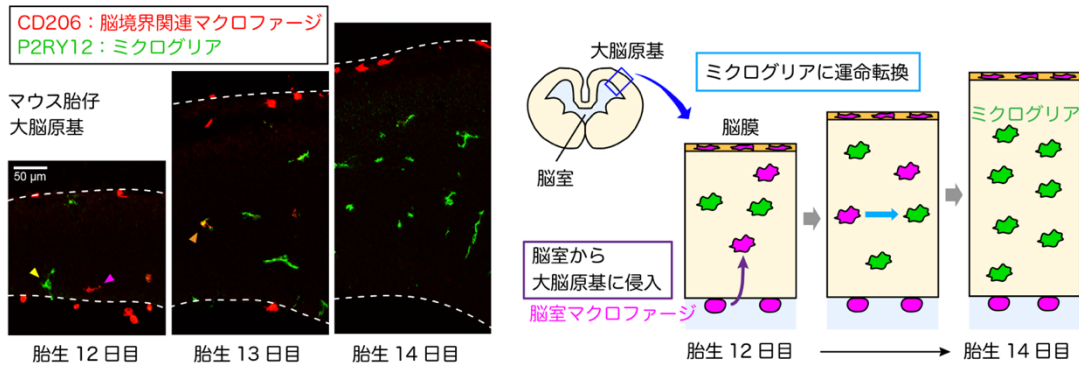 CD206：脳境界関連マクロファージ
P2RY12：ミクログリア
マウス胎仔
大脳原基
50 μm
胎生 12 日目
胎生 13 日目
胎生 14 日目
大脳原基
脳室
ミクログリアに運命転換
脳膜
ミクログリア
脳室から
大脳原基に侵入
脳室マクロファージ
胎生 12 日目
胎生 14 日目